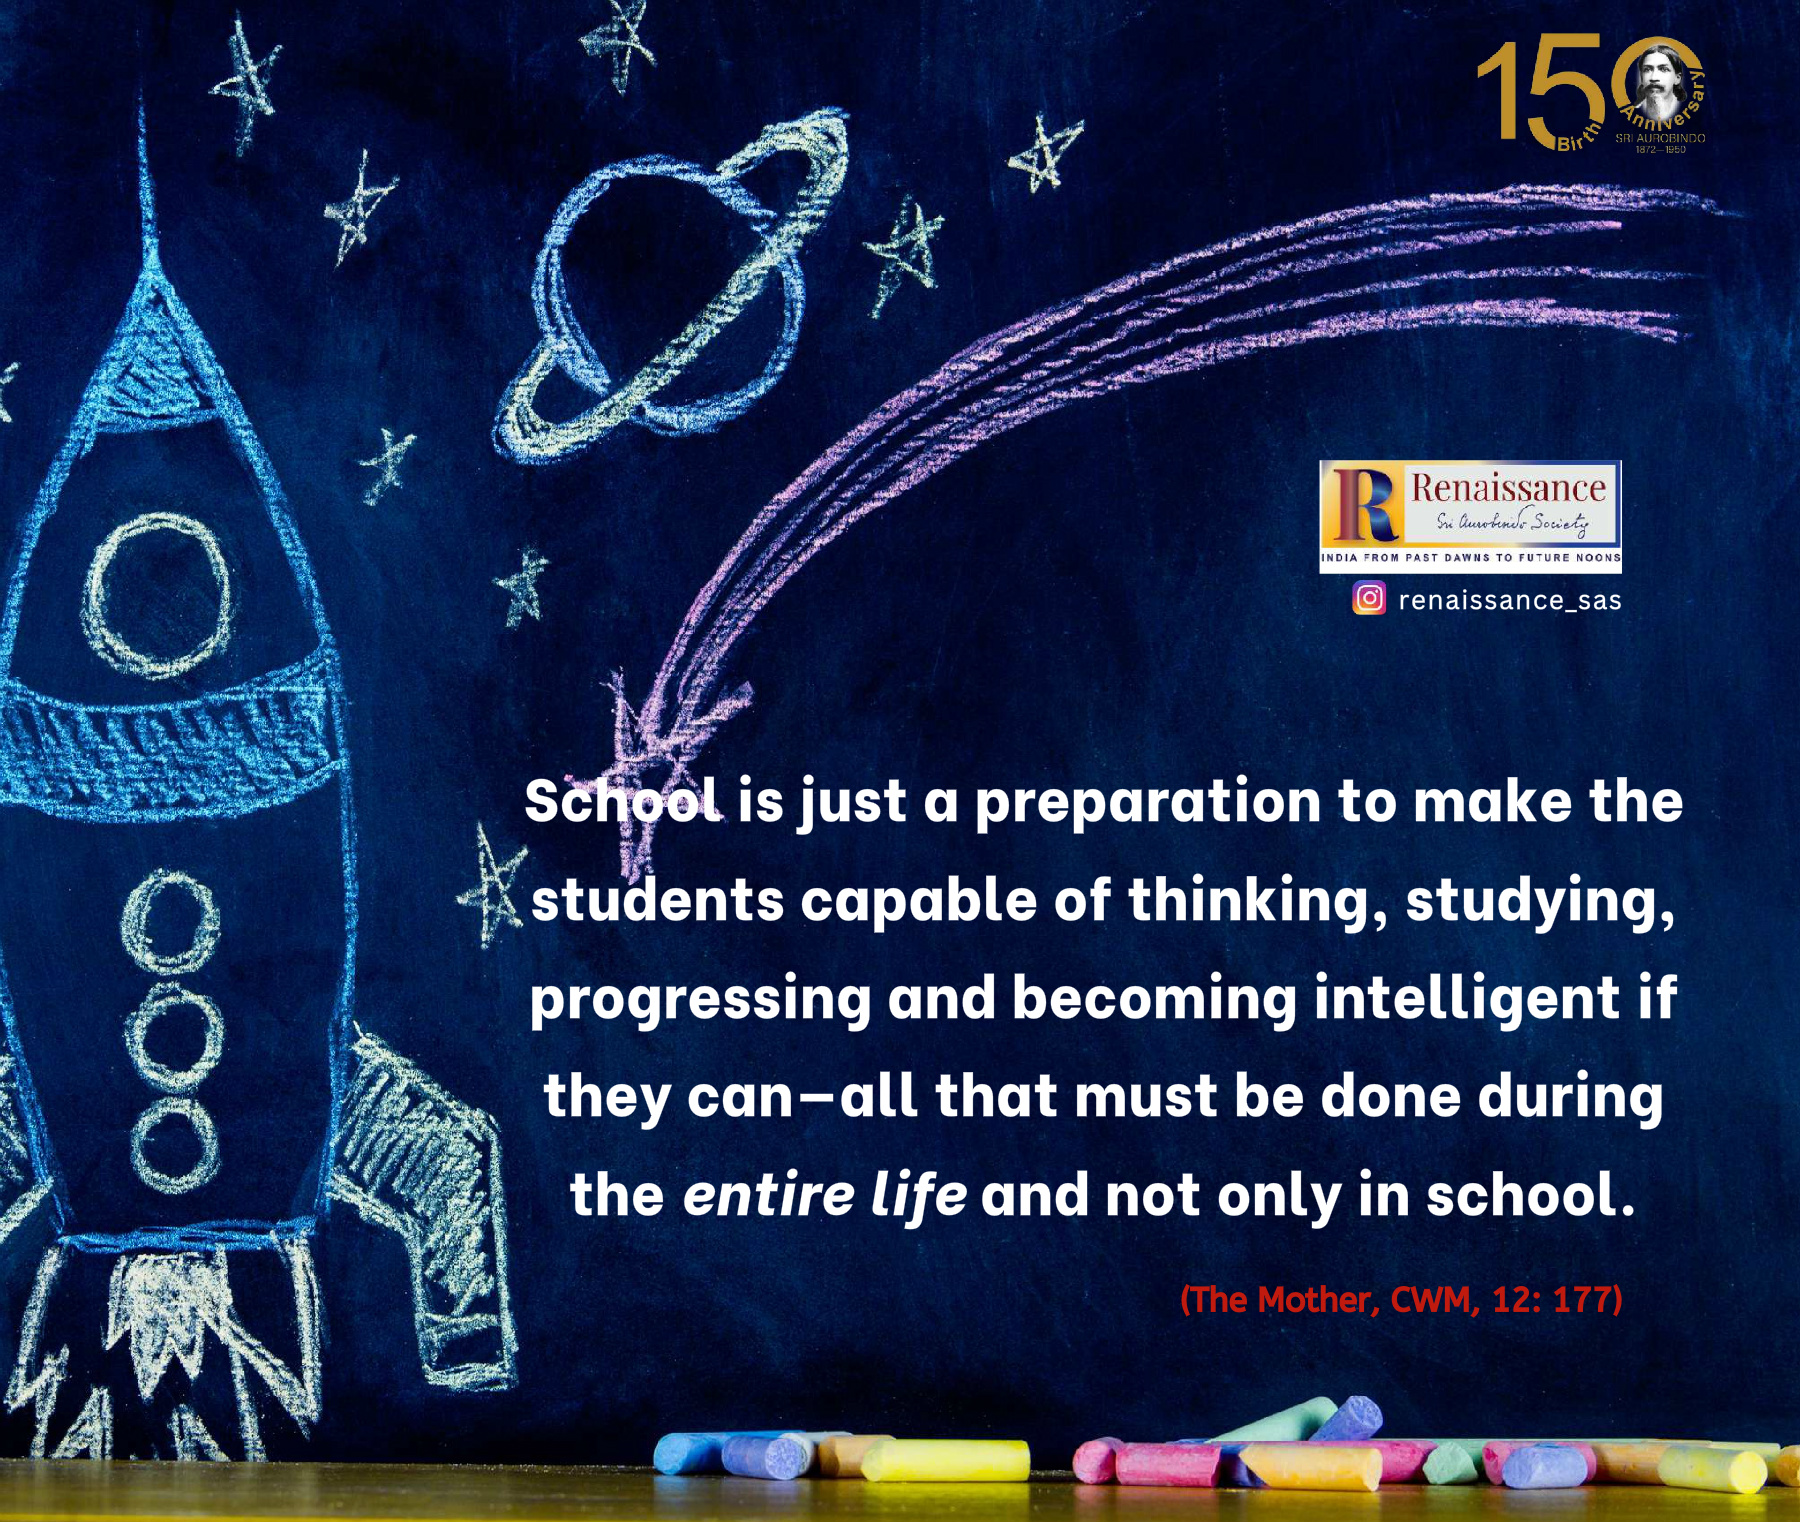 150
Birth Anniversary
SRI AUROBINDO
1872—1950
R Renaissance
Sri Aurobindo Society
INDIA FROM PAST DAWNS TO FUTURE NOONS
renaissance_sas
School is just a preparation to make the
students capable of thinking, studying,
progressing and becoming intelligent if
they can—all that must be done during
the entire life and not only in school.
(The Mother, CWM, 12: 177)